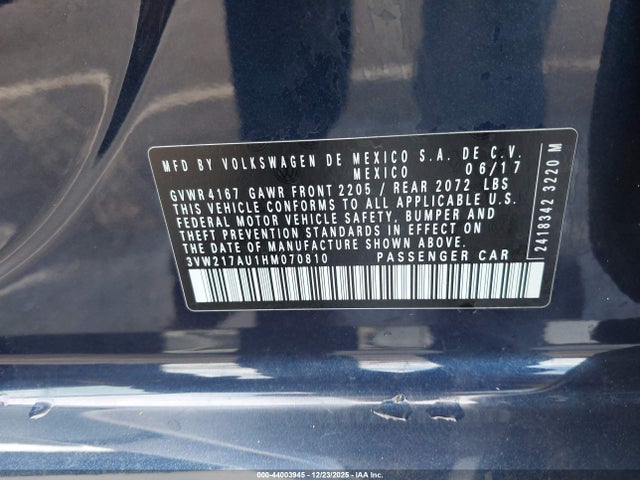 MFD BY VOLKSWAGEN DE MEXICO S.A. DE C.V.
MEXICO 06/17
GVWR4167 GAWR FRONT 2205 / REAR 2072 LBS
THIS VEHICLE CONFORMS TO ALL APPLICABLE U.S.
FEDERAL MOTOR VEHICLE SAFETY, BUMPER AND
THEFT PREVENTION STANDARDS IN EFFECT ON
THE DATE OF MANUFACTURE SHOWN ABOVE.
3VW217AU1HM070810 PASSENGER CAR
2418342 3220 M
000-44003945 - 12/23/2025 - IAA Inc.